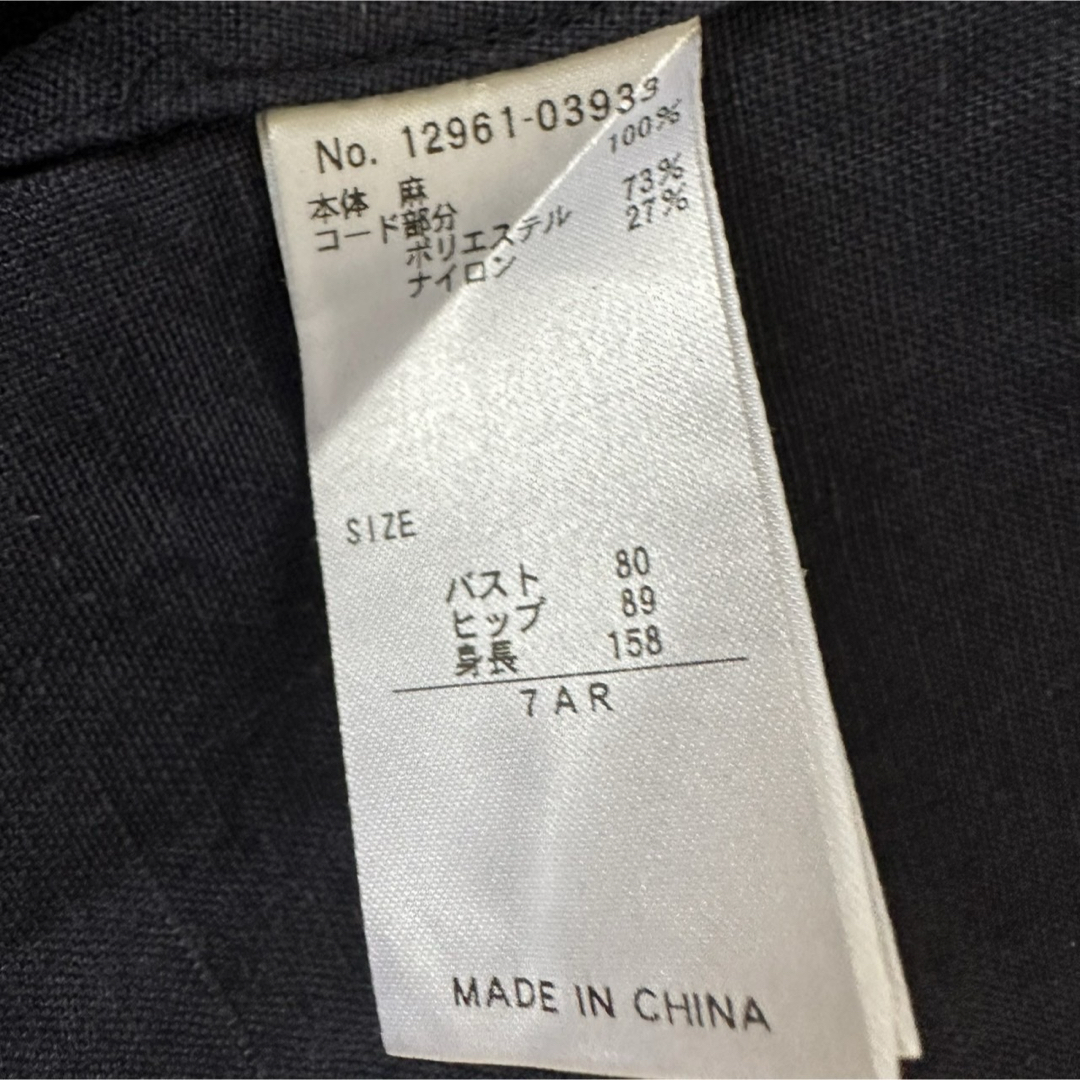 No. 12961-03933
本体 麻 100%
コード部分
ポリエステル 73%
ナイロン 27%
SIZE
バスト 80
ヒップ 89
身長 158
7AR
MADE IN CHINA